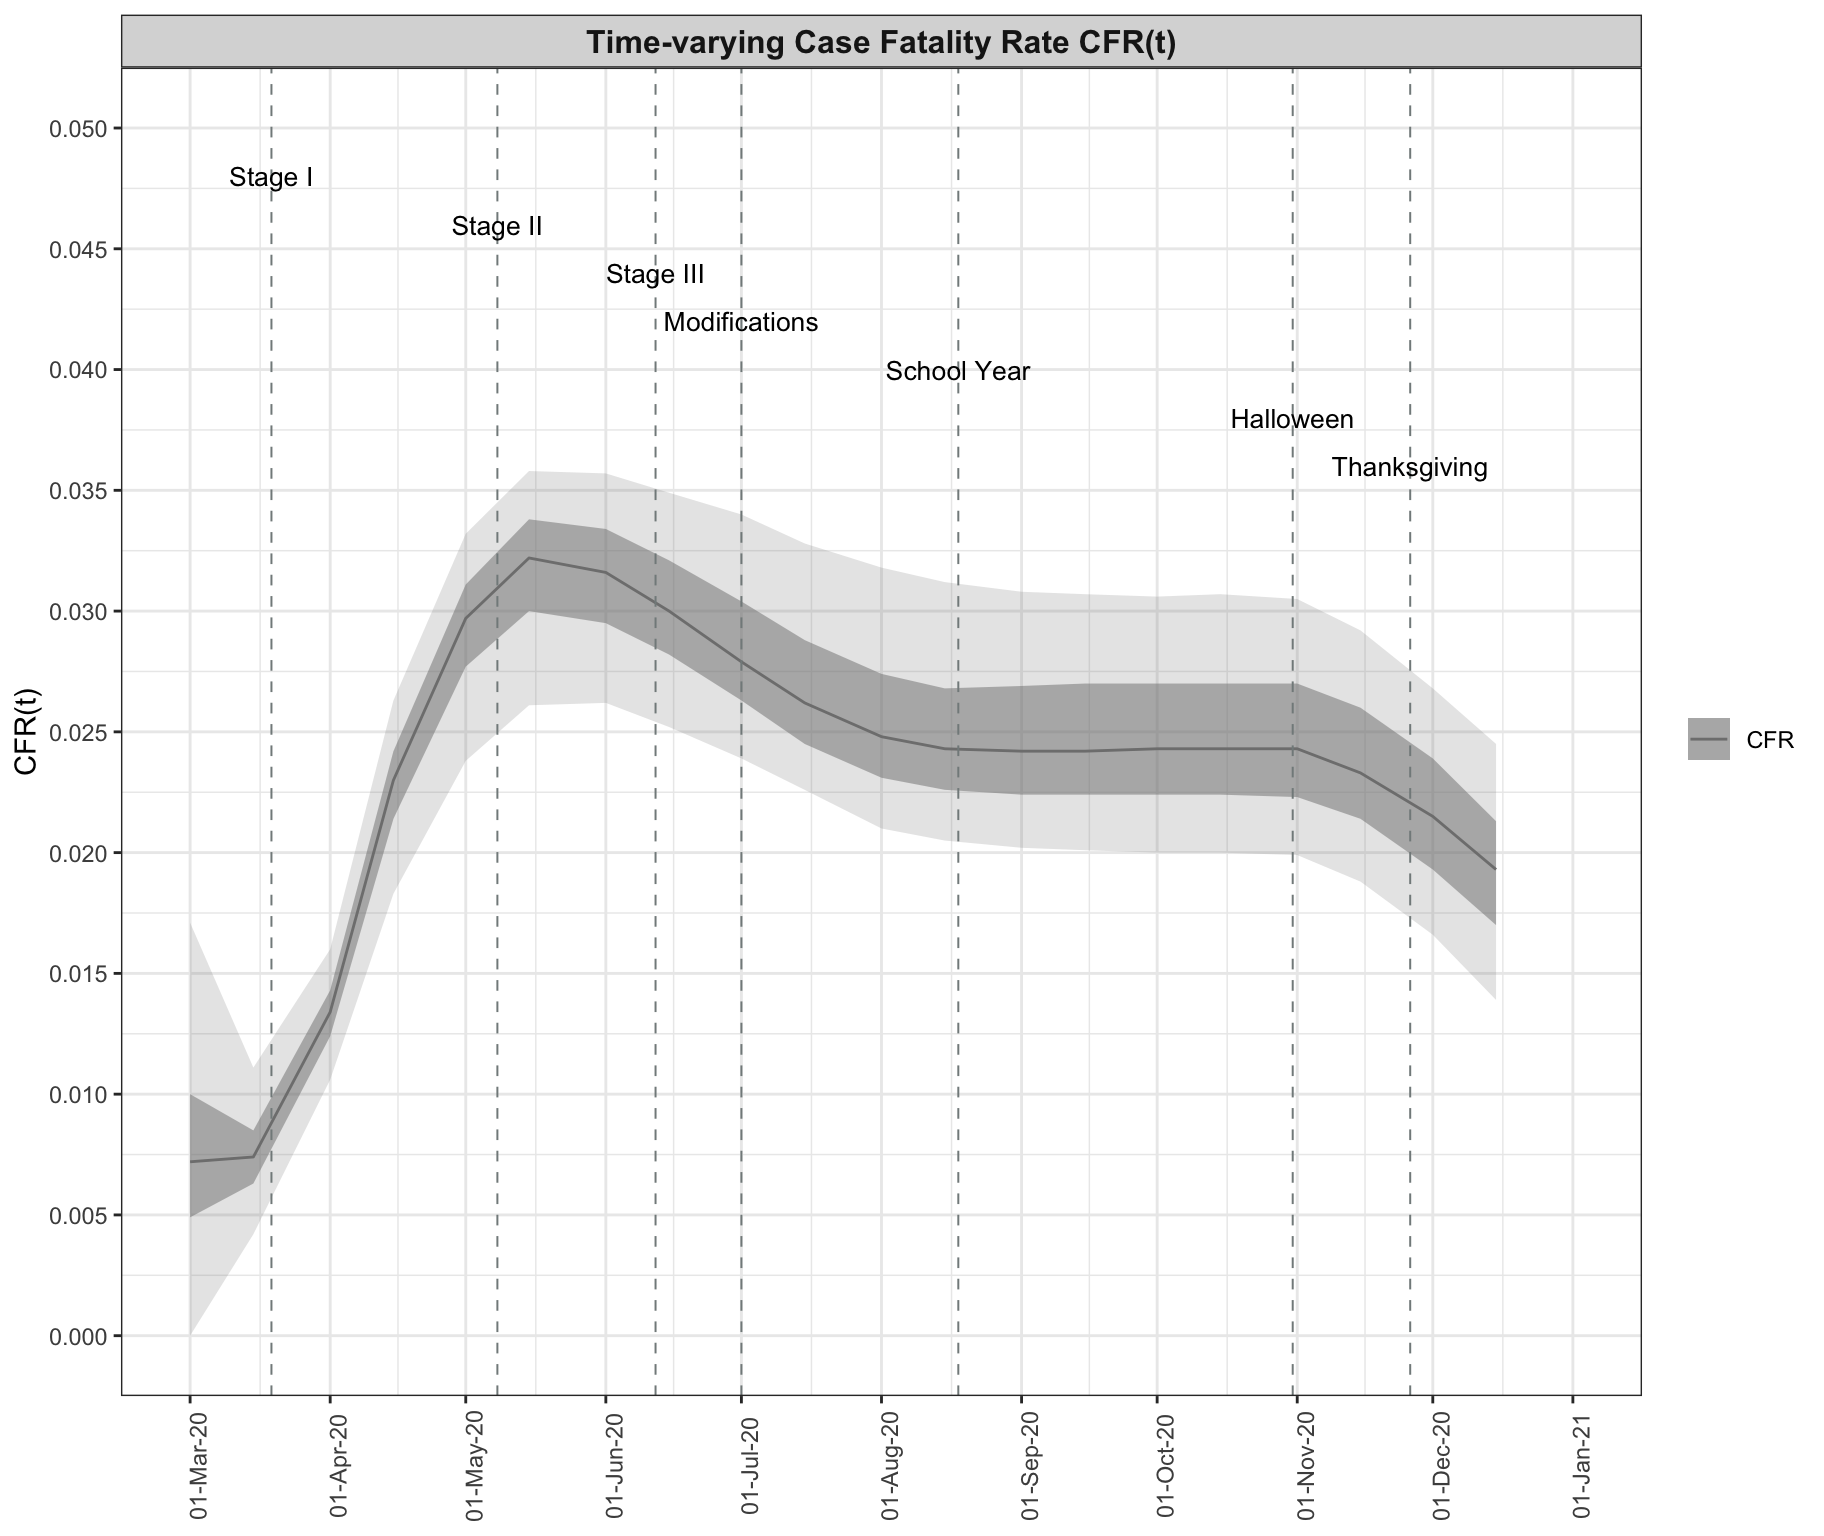 Time-varying Case Fatality Rate CFR(t)
0.050
Stage I
Stage II
0.045
Stage III
Modifications
0.040
School Year
Halloween
Thanksgiving
0.035
0.030
0.025
CFR(t)
CFR
0.020
0.015
0.010
0.005
0.000
01-Mar-20
01-Apr-20
01-May-20
01-Jun-20
01-Jul-20
01-Aug-20
01-Sep-20
01-Oct-20
01-Nov-20
01-Dec-20
01-Jan-21